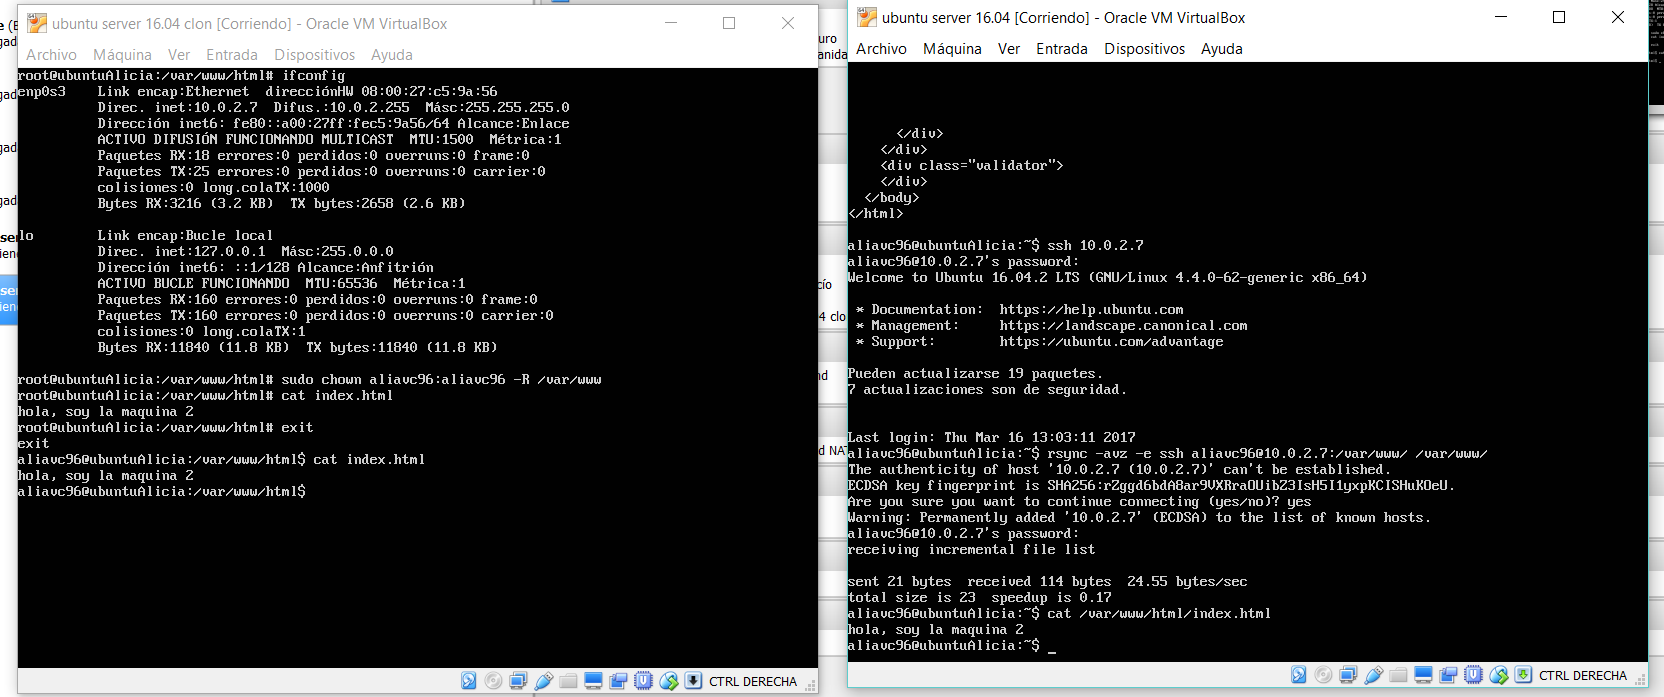 ubuntu server 16.04 clon [Corriendo] - Oracle VM VirtualBox
Archivo Máquina Ver Entrada Dispositivos Ayuda
root@ubuntuAlicia:/var/www/html# ifconfig
enp0s3    Link encap:Ethernet  direcciónHW 08:00:27:c5:9a:56
Direc. inet:10.0.2.7  Difus.:10.0.2.255  Másc:255.255.255.0
Dirección inet6: fe80::a00:27ff:fec5:9a56/64 Alcance:Enlace
ACTIVO DIFUSIÓN FUNCIONANDO MULTICAST  MTU:1500  Métrica:1
Paquetes RX:18 errores:0 perdidos:0 overruns:0 frame:0
Paquetes TX:25 errores:0 perdidos:0 overruns:0 carrier:0
colisiones:0 long.colaTX:1000
Bytes RX:3216 (3.2 KB)  TX bytes:2658 (2.6 KB)
lo        Link encap:Bucle local
Direc. inet:127.0.0.1  Másc:255.0.0.0
Dirección inet6: ::1/128 Alcance:Anfitrión
ACTIVO BUCLE FUNCIONANDO  MTU:65536  Métrica:1
Paquetes RX:160 errores:0 perdidos:0 overruns:0 frame:0
Paquetes TX:160 errores:0 perdidos:0 overruns:0 carrier:0
colisiones:0 long.colaTX:1
Bytes RX:11840 (11.8 KB)  TX bytes:11840 (11.8 KB)
root@ubuntuAlicia:/var/www/html# sudo chown aliavc96:aliavc96 -R /var/www
root@ubuntuAlicia:/var/www/html# cat index.html
hola, soy la maquina 2
root@ubuntuAlicia:/var/www/html# exit
exit
aliavc96@ubuntuAlicia:/var/www/html$ cat index.html
hola, soy la maquina 2
aliavc96@ubuntuAlicia:/var/www/html$
CTRL DERECHA
ubuntu server 16.04 [Corriendo] - Oracle VM VirtualBox
Archivo Máquina Ver Entrada Dispositivos Ayuda
</div>
</div>
<div class="validator">
</div>
</body>
</html>
aliavc96@ubuntuAlicia:~$ ssh 10.0.2.7
aliavc96@10.0.2.7's password:
Welcome to Ubuntu 16.04.2 LTS (GNU/Linux 4.4.0-62-generic x86_64)
* Documentation:  https://help.ubuntu.com
* Management:     https://landscape.canonical.com
* Support:        https://ubuntu.com/advantage
Pueden actualizarse 19 paquetes.
7 actualizaciones son de seguridad.
Last login: Thu Mar 16 13:03:11 2017
aliavc96@ubuntuAlicia:~$ rsync -avz -e ssh aliavc96@10.0.2.7:/var/www/ /var/www/
The authenticity of host '10.0.2.7 (10.0.2.7)' can't be established.
ECDSA key fingerprint is SHA256:rZggd6bdA8ar9VXRraOUibZ3IsH5I1yxpKCISHuKOeU.
Are you sure you want to continue connecting (yes/no)? yes
Warning: Permanently added '10.0.2.7' (ECDSA) to the list of known hosts.
aliavc96@10.0.2.7's password:
receiving incremental file list
sent 21 bytes  received 114 bytes  24.55 bytes/sec
total size is 23  speedup is 0.17
aliavc96@ubuntuAlicia:~$ cat /var/www/html/index.html
hola, soy la maquina 2
aliavc96@ubuntuAlicia:~$ _
CTRL DERECHA